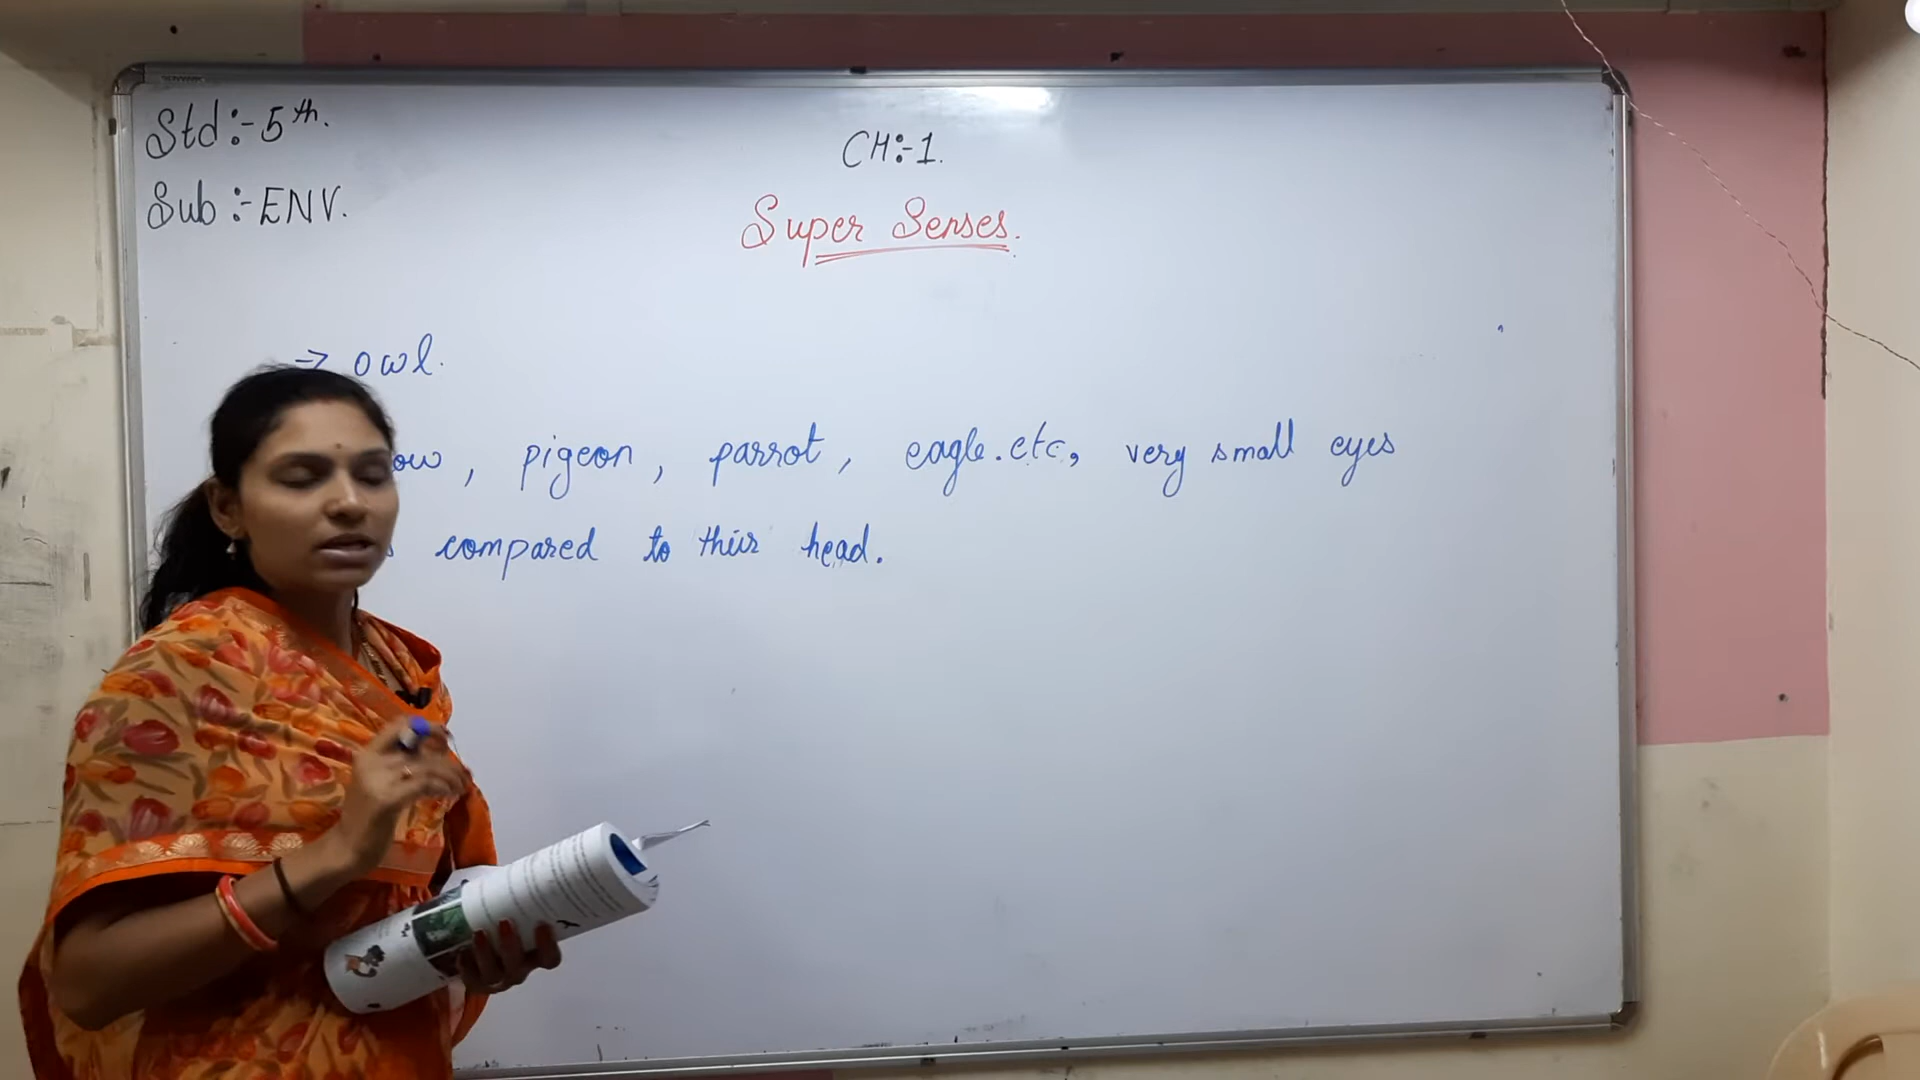 Std:- 5th.
CH:- 1.
Sub:- ENV.
Super Senses.
→ owl.
ow, pigeon, parrot, eagle.etc, very small eyes
compared to thier head.